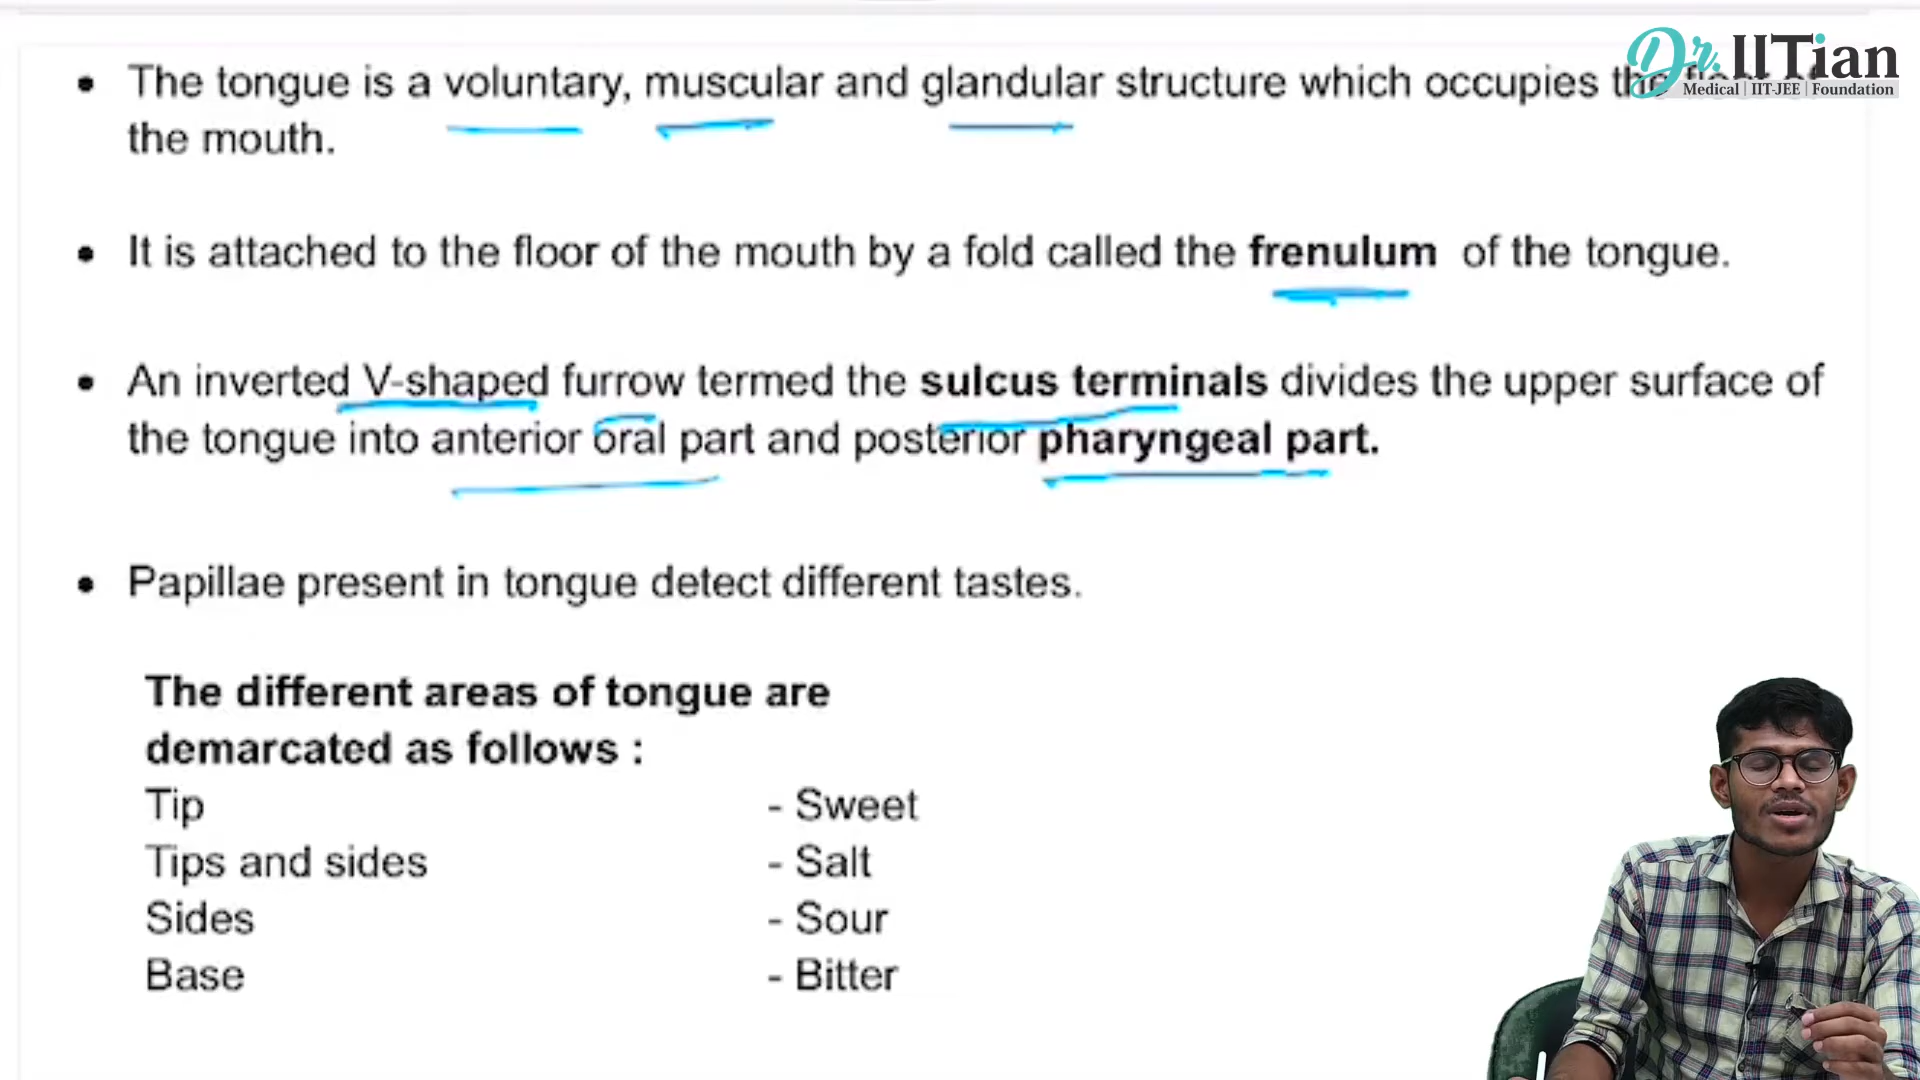 Dr. IITian
Medical | IIT-JEE | Foundation
• The tongue is a voluntary, muscular and glandular structure which occupies the floor of
the mouth.
• It is attached to the floor of the mouth by a fold called the frenulum of the tongue.
• An inverted V-shaped furrow termed the sulcus terminals divides the upper surface of
the tongue into anterior oral part and posterior pharyngeal part.
• Papillae present in tongue detect different tastes.
The different areas of tongue are
demarcated as follows :
Tip - Sweet
Tips and sides - Salt
Sides - Sour
Base - Bitter